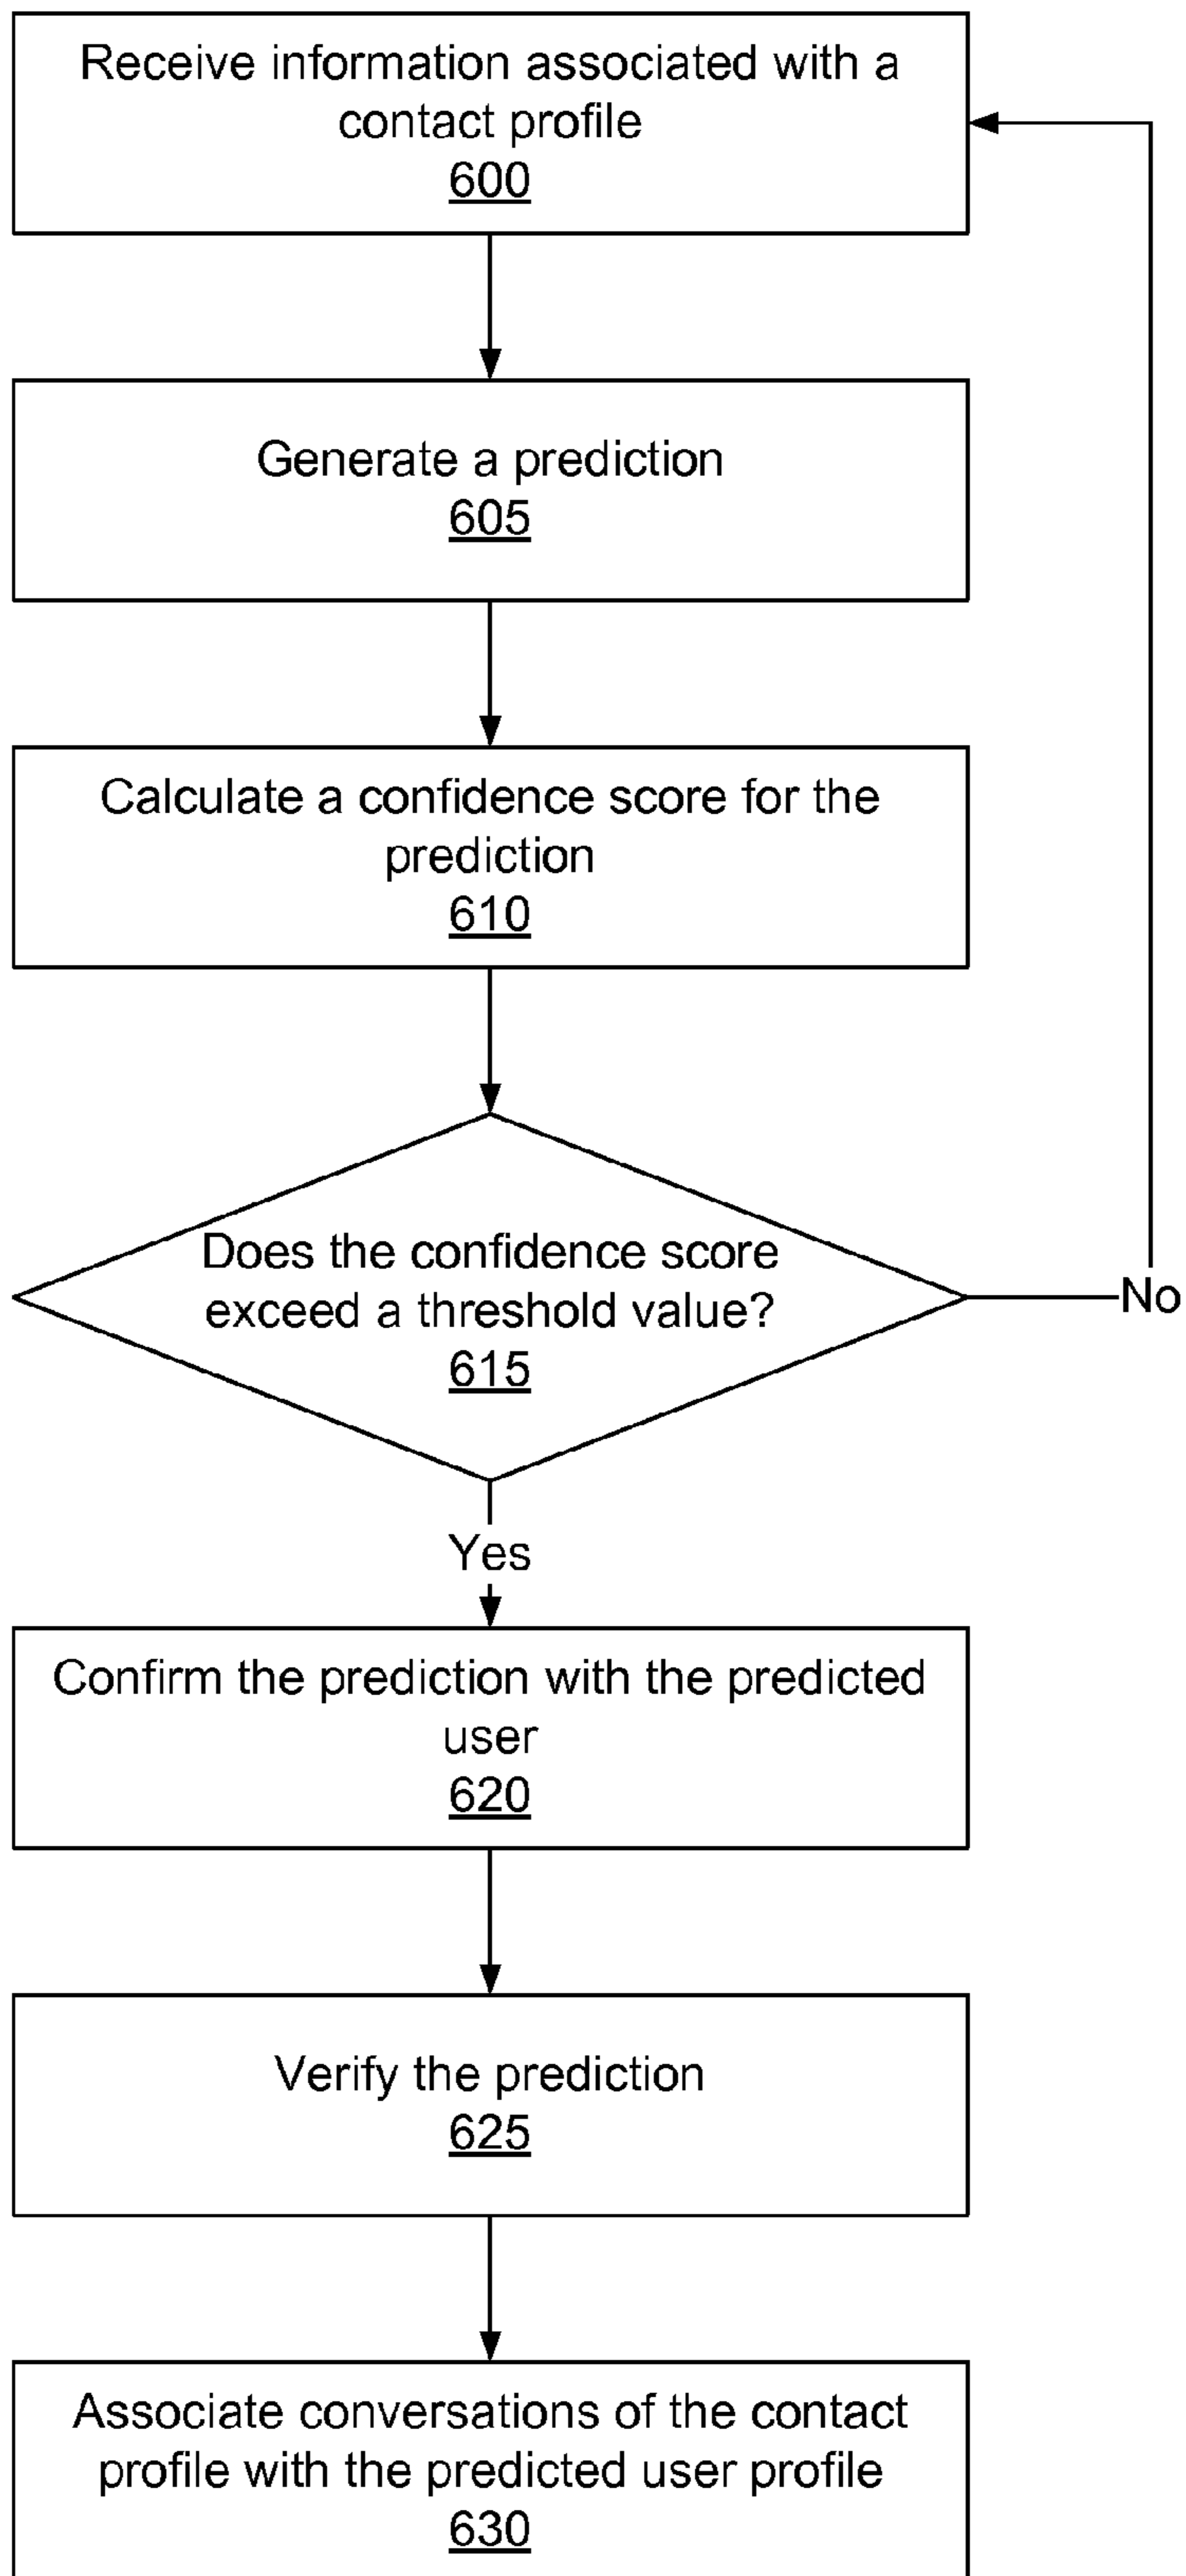 Receive information associated with a
contact profile
600
Generate a prediction
605
Calculate a confidence score for the
prediction
610
Does the confidence score
exceed a threshold value?
615
No
Yes
Confirm the prediction with the predicted
user
620
Verify the prediction
625
Associate conversations of the contact
profile with the predicted user profile
630